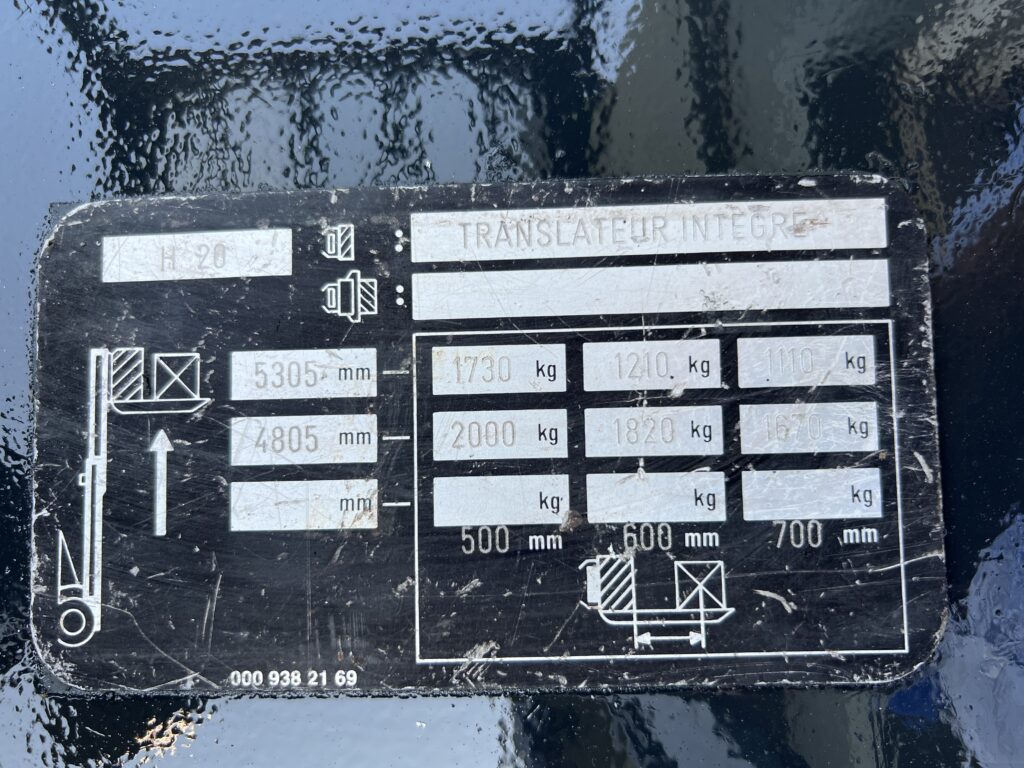 H 20
: TRANSLATEUR INTEGRE
:
5305 mm 1730 kg 1210 kg 1110 kg
4805 mm 2000 kg 1820 kg 1670 kg
mm kg kg kg
500 mm 600 mm 700 mm
000 938 21 69